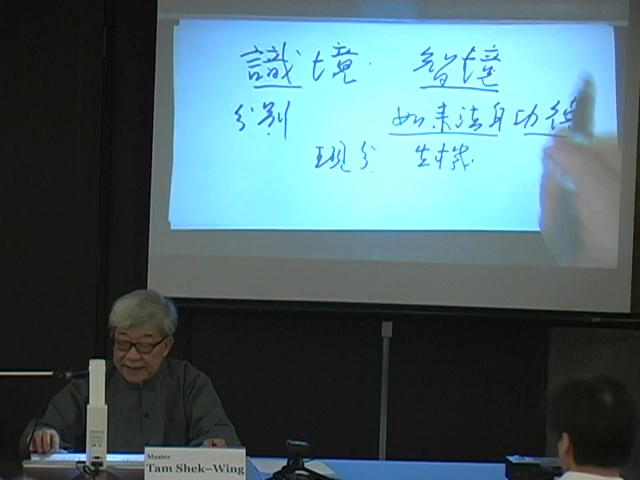 識境 智境
分別 如來法身功德
現分 生機
Master
Tam Shek-Wing